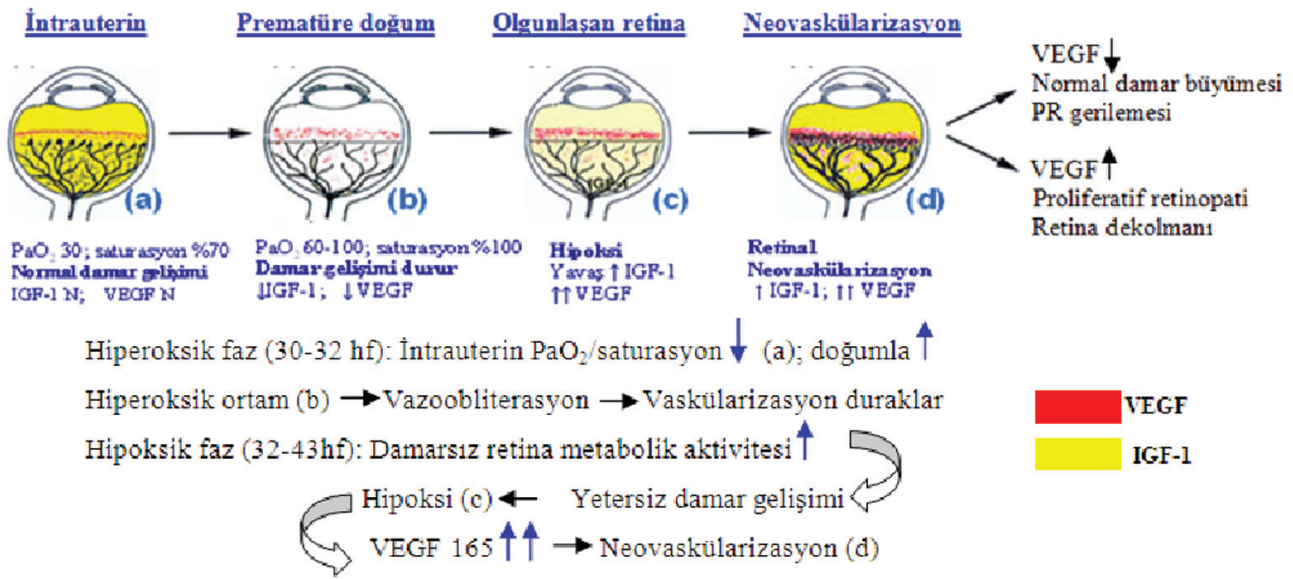 İntrauterin
Prematüre doğum
Olgunlaşan retina
Neovaskülarizasyon
(a)
(b)
IGF-1
(c)
(d)
PaO₂ 30; saturasyon %70
Normal damar gelişimi
IGF-1 N; VEGF N
PaO₂ 60-100; saturasyon %100
Damar gelişimi durur
↓IGF-1; ↓VEGF
Hipoksi
Yavaş ↑ IGF-1
↑↑ VEGF
Retinal
Neovaskülarizasyon
↑ IGF-1; ↑↑ VEGF
VEGF ↓
Normal damar büyümesi
PR gerilemesi
VEGF ↑
Proliferatif retinopati
Retina dekolmanı
Hiperoksik faz (30-32 hf): İntrauterin PaO₂/saturasyon ↓ (a); doğumla ↑
Hiperoksik ortam (b) → Vazoobliterasyon → Vaskülarizasyon duraklar
Hipoksik faz (32-43hf): Damarsız retina metabolik aktivitesi ↑
Hipoksi (c) ← Yetersiz damar gelişimi
VEGF 165 ↑↑ → Neovaskülarizasyon (d)
VEGF
IGF-1